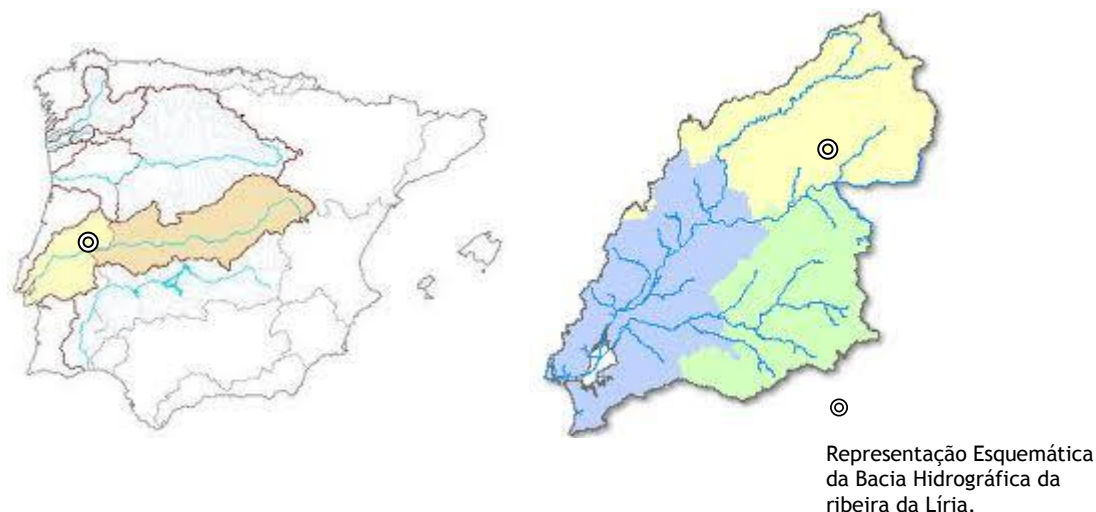 Representação Esquemática
da Bacia Hidrográfica da
ribeira da Líria.